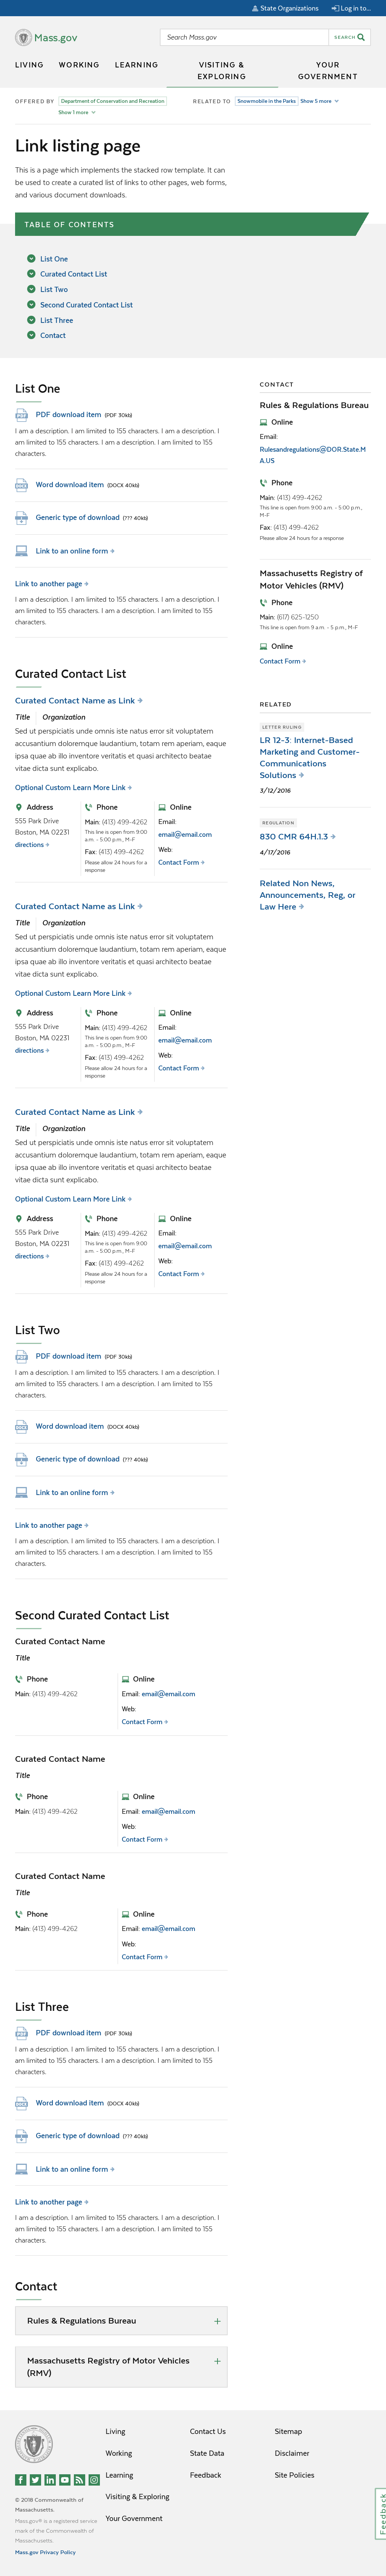 State Organizations
Log in to...
Mass.gov
Search Mass.gov
SEARCH
LIVING
WORKING
LEARNING
VISITING &
EXPLORING
YOUR
GOVERNMENT
OFFERED BY
Department of Conservation and Recreation
Show 1 more
RELATED TO
Snowmobile in the Parks
Show 5 more
Link listing page
This is a page which implements the stacked row template. It can
be used to create a curated list of links to other pages, web forms,
and various document downloads.
TABLE OF CONTENTS
List One
Curated Contact List
List Two
Second Curated Contact List
List Three
Contact
List One
PDF download item (PDF 30kb)
I am a description. I am limited to 155 characters. I am a description. I
am limited to 155 characters. I am a description. I am limited to 155
characters.
Word download item (DOCX 40kb)
Generic type of download (??? 40kb)
Link to an online form
Link to another page
I am a description. I am limited to 155 characters. I am a description. I
am limited to 155 characters. I am a description. I am limited to 155
characters.
Curated Contact List
Curated Contact Name as Link
Title
Organization
Sed ut perspiciatis unde omnis iste natus error sit voluptatem
accusantium doloremque laudantium, totam rem aperiam, eaque
ipsa quae ab illo inventore veritatis et quasi architecto beatae
vitae dicta sunt explicabo.
Optional Custom Learn More Link
Address
555 Park Drive
Boston, MA 02231
directions
Phone
Main: (413) 499-4262
This line is open from 9:00
a.m. - 5:00 p.m., M-F
Fax: (413) 499-4262
Please allow 24 hours for a
response
Online
Email:
email@email.com
Web:
Contact Form
Curated Contact Name as Link
Title
Organization
Sed ut perspiciatis unde omnis iste natus error sit voluptatem
accusantium doloremque laudantium, totam rem aperiam, eaque
ipsa quae ab illo inventore veritatis et quasi architecto beatae
vitae dicta sunt explicabo.
Optional Custom Learn More Link
Address
555 Park Drive
Boston, MA 02231
directions
Phone
Main: (413) 499-4262
This line is open from 9:00
a.m. - 5:00 p.m., M-F
Fax: (413) 499-4262
Please allow 24 hours for a
response
Online
Email:
email@email.com
Web:
Contact Form
Curated Contact Name as Link
Title
Organization
Sed ut perspiciatis unde omnis iste natus error sit voluptatem
accusantium doloremque laudantium, totam rem aperiam, eaque
ipsa quae ab illo inventore veritatis et quasi architecto beatae
vitae dicta sunt explicabo.
Optional Custom Learn More Link
Address
555 Park Drive
Boston, MA 02231
directions
Phone
Main: (413) 499-4262
This line is open from 9:00
a.m. - 5:00 p.m., M-F
Fax: (413) 499-4262
Please allow 24 hours for a
response
Online
Email:
email@email.com
Web:
Contact Form
List Two
PDF download item (PDF 30kb)
I am a description. I am limited to 155 characters. I am a description. I
am limited to 155 characters. I am a description. I am limited to 155
characters.
Word download item (DOCX 40kb)
Generic type of download (??? 40kb)
Link to an online form
Link to another page
I am a description. I am limited to 155 characters. I am a description. I
am limited to 155 characters. I am a description. I am limited to 155
characters.
Second Curated Contact List
Curated Contact Name
Title
Phone
Main: (413) 499-4262
Online
Email: email@email.com
Web:
Contact Form
Curated Contact Name
Title
Phone
Main: (413) 499-4262
Online
Email: email@email.com
Web:
Contact Form
Curated Contact Name
Title
Phone
Main: (413) 499-4262
Online
Email: email@email.com
Web:
Contact Form
List Three
PDF download item (PDF 30kb)
I am a description. I am limited to 155 characters. I am a description. I
am limited to 155 characters. I am a description. I am limited to 155
characters.
Word download item (DOCX 40kb)
Generic type of download (??? 40kb)
Link to an online form
Link to another page
I am a description. I am limited to 155 characters. I am a description. I
am limited to 155 characters. I am a description. I am limited to 155
characters.
Contact
Rules & Regulations Bureau
Massachusetts Registry of Motor Vehicles
(RMV)
CONTACT
Rules & Regulations Bureau
Online
Email:
Rulesandregulations@DOR.State.M
A.US
Phone
Main: (413) 499-4262
This line is open from 9:00 a.m. - 5:00 p.m.,
M-F
Fax: (413) 499-4262
Please allow 24 hours for a response
Massachusetts Registry of
Motor Vehicles (RMV)
Phone
Main: (617) 625-1250
This line is open from 9 a.m. - 5 p.m., M-F
Online
Contact Form
RELATED
LETTER RULING
LR 12-3: Internet-Based
Marketing and Customer-
Communications
Solutions
3/12/2016
REGULATION
830 CMR 64H.1.3
4/17/2016
Related Non News,
Announcements, Reg, or
Law Here
© 2018 Commonwealth of
Massachusetts.
Mass.gov® is a registered service
mark of the Commonwealth of
Massachusetts.
Mass.gov Privacy Policy
Living
Working
Learning
Visiting & Exploring
Your Government
Contact Us
State Data
Feedback
Sitemap
Disclaimer
Site Policies
Feedback